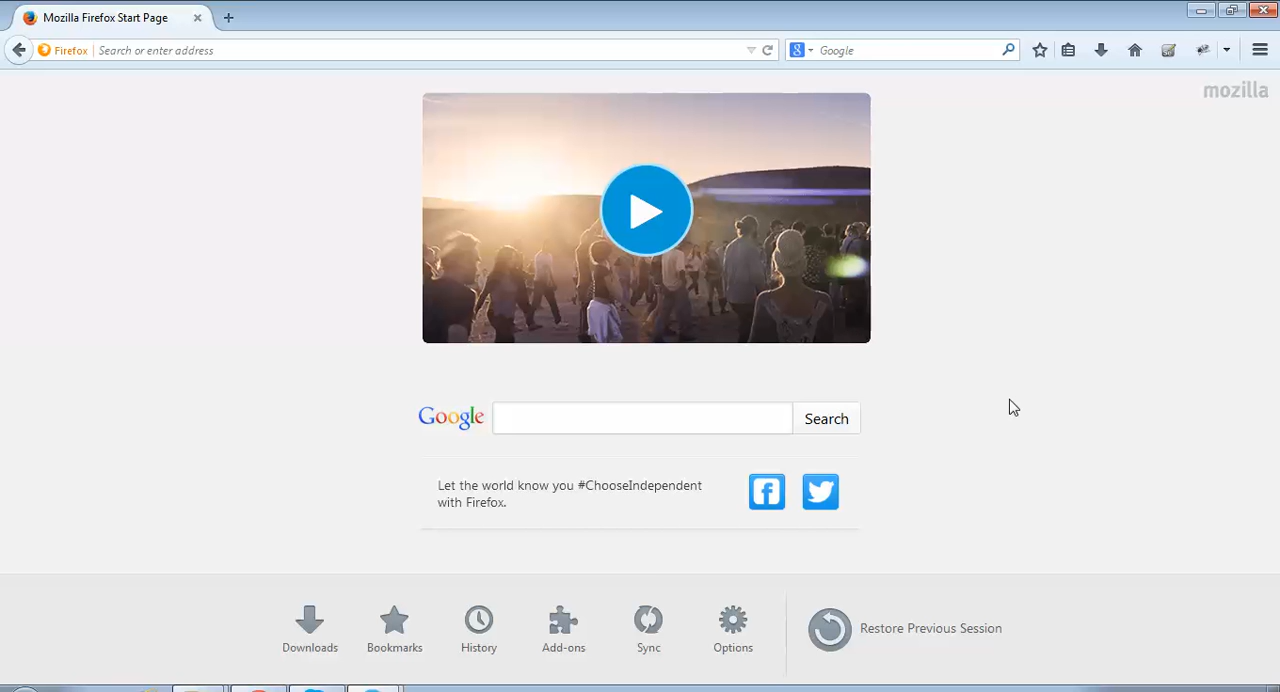 Mozilla Firefox Start Page
Firefox Search or enter address
8 Google
mozilla
Google Search
Let the world know you #ChooseIndependent
with Firefox.
Downloads Bookmarks History Add-ons Sync Options Restore Previous Session